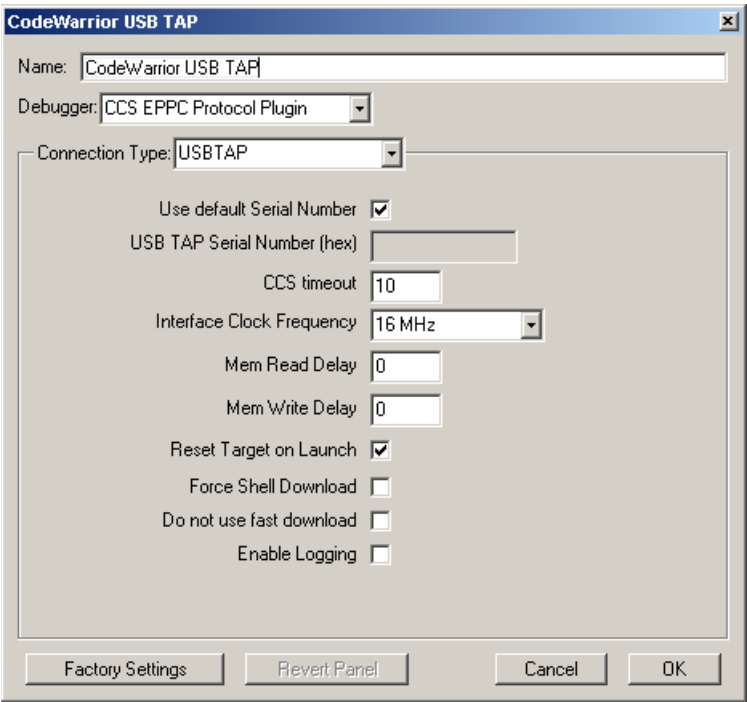 CodeWarrior USB TAP
Name: CodeWarrior USB TAP
Debugger: CCS EPPC Protocol Plugin
Connection Type: USBTAP
Use default Serial Number
USB TAP Serial Number (hex)
CCS timeout 10
Interface Clock Frequency 16 MHz
Mem Read Delay 0
Mem Write Delay 0
Reset Target on Launch
Force Shell Download
Do not use fast download
Enable Logging
Factory Settings Revert Panel Cancel OK